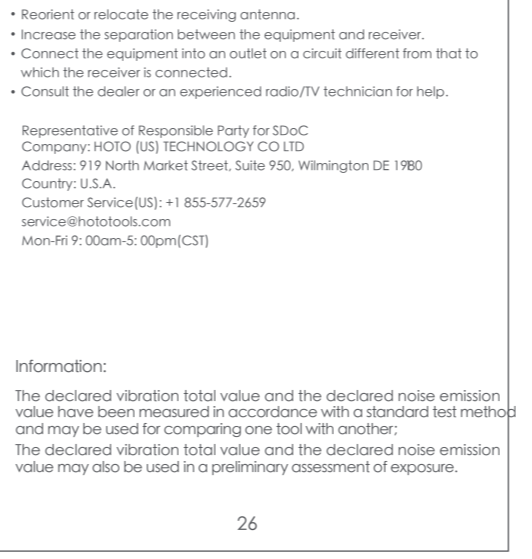 • Reorient or relocate the receiving antenna.
• Increase the separation between the equipment and receiver.
• Connect the equipment into an outlet on a circuit different from that to
which the receiver is connected.
• Consult the dealer or an experienced radio/TV technician for help.
Representative of Responsible Party for SDoC
Company: HOTO (US) TECHNOLOGY CO LTD
Address: 919 North Market Street, Suite 950, Wilmington DE
Country: U.S.A.
Customer Service(US): +1 855-577-2659
service@hototools.com
Mon-Fri 9: 00am-5: 00pm(CST)
Information:
The declared vibration total value and the declared noise emission
value have been measured in accordance with a standard test method
and may be used for comparing one tool with another;
The declared vibration total value and the declared noise emission
value may also be used in a preliminary assessment of exposure.
26